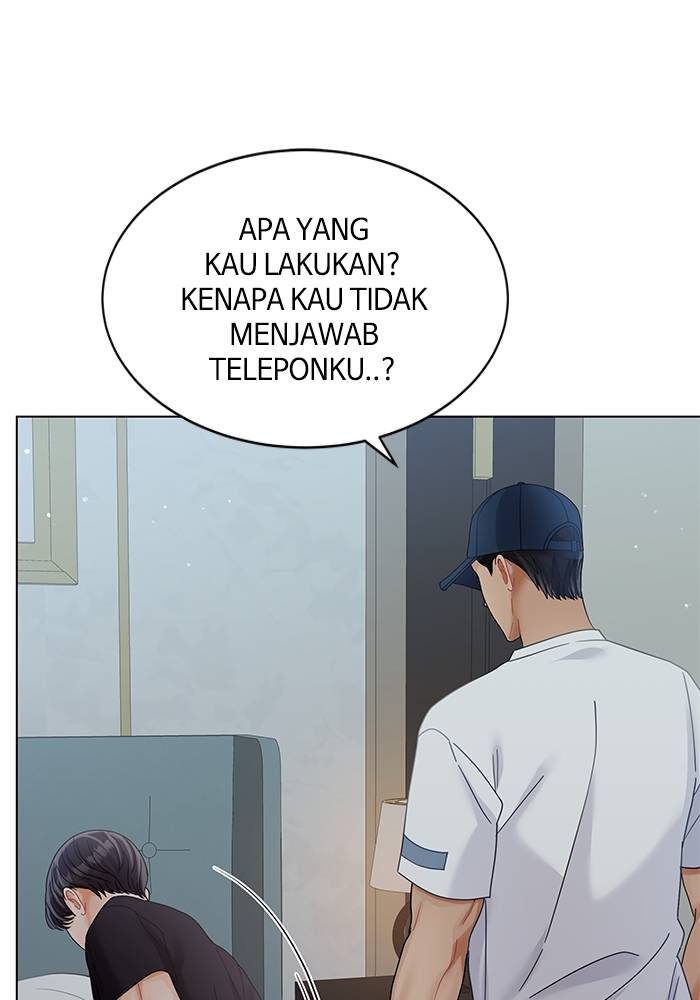 APA YANG
KAU LAKUKAN?
KENAPA KAU TIDAK
MENJAWAB
TELEPONKU..?